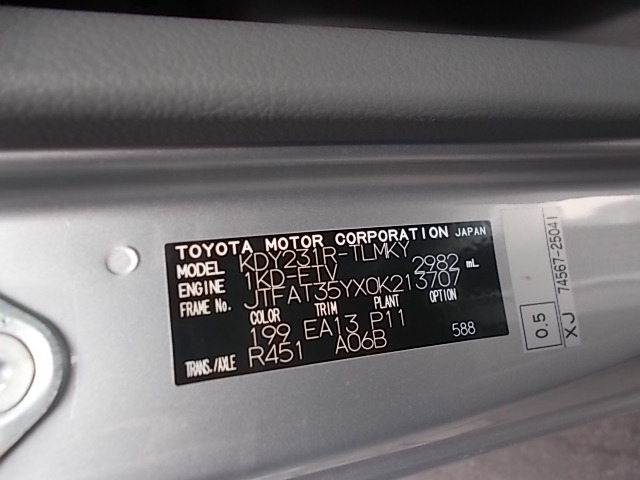 TOYOTA MOTOR CORPORATION JAPAN
MODEL KDY231R-TLMKY
ENGINE 1KD-FTV 2982 mL
FRAME No. JTFAT35YX0K213707
COLOR TRIM PLANT OPTION
199 EA13 P11
TRANS./AXLE R451 A06B 588
0.5
XJ 74567-25041